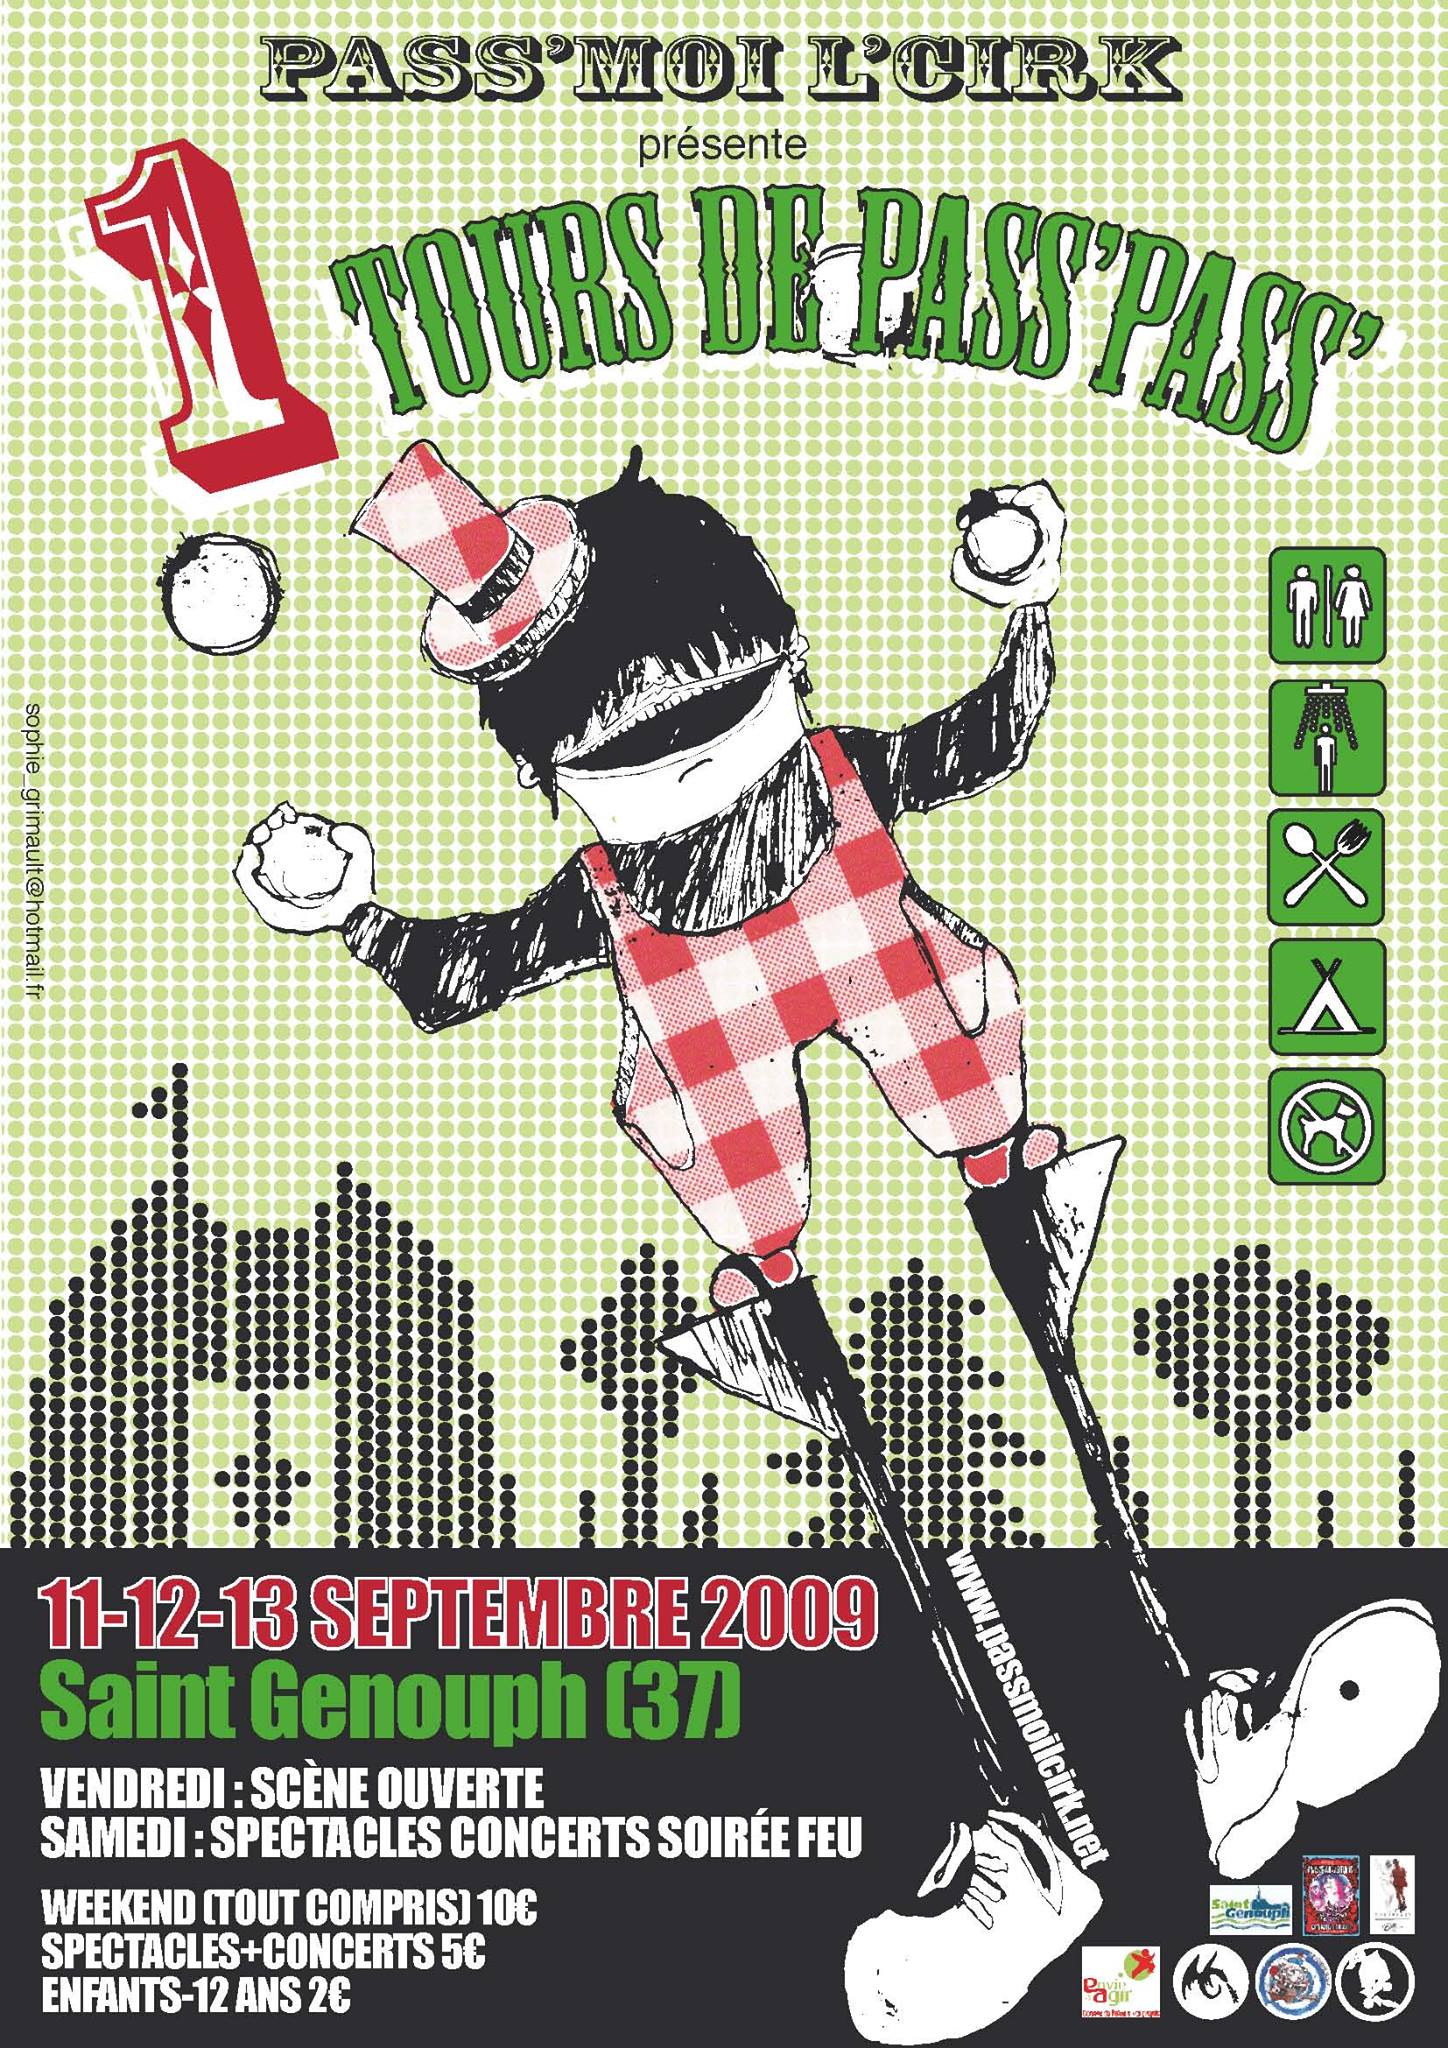 PASS'MOI L'CIRK
présente
1 TOURS DE PASS'PASS'
sophie_grimault@hotmail.fr
11-12-13 SEPTEMBRE 2009
Saint Genouph (37)
VENDREDI : SCÈNE OUVERTE
SAMEDI : SPECTACLES CONCERTS SOIRÉE FEU
WEEKEND (TOUT COMPRIS) 10€
SPECTACLES+CONCERTS 5€
ENFANTS-12 ANS 2€
www.passmoilcirk.net
Saint
Genouph
envie
agir